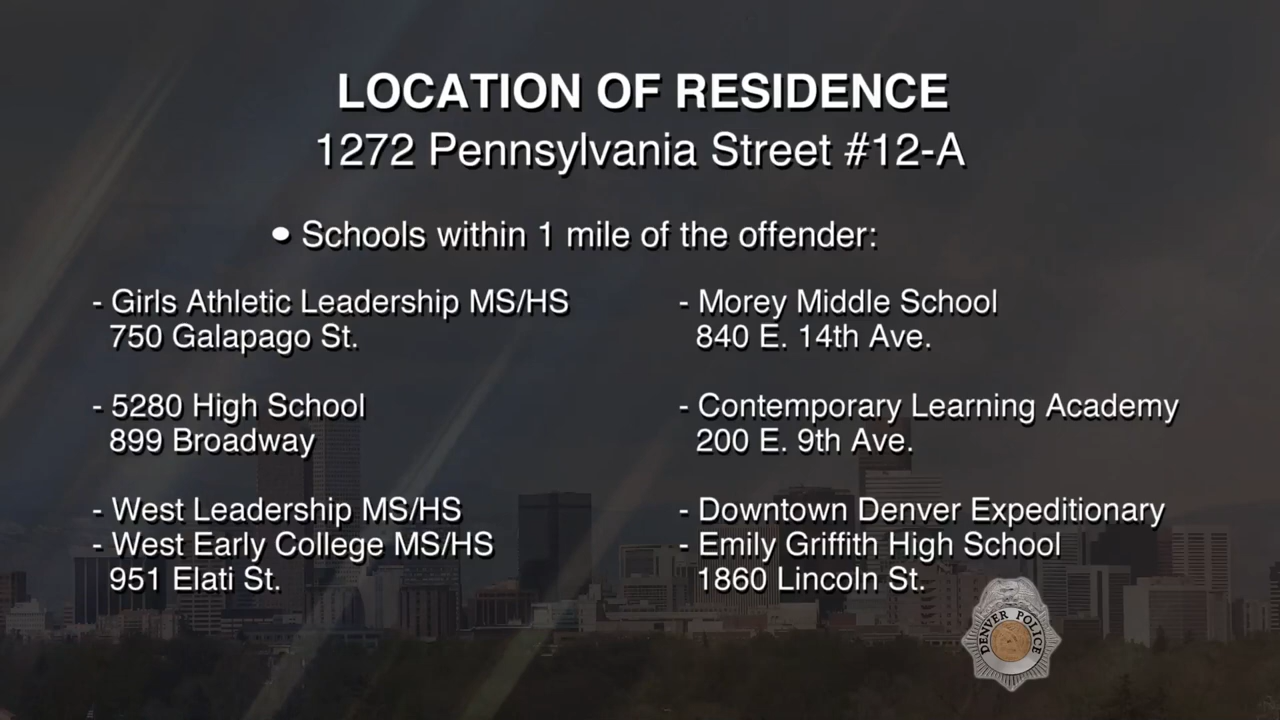 LOCATION OF RESIDENCE
1272 Pennsylvania Street #12-A
• Schools within 1 mile of the offender:
- Girls Athletic Leadership MS/HS
750 Galapago St.
- 5280 High School
899 Broadway
- West Leadership MS/HS
- West Early College MS/HS
951 Elati St.
- Morey Middle School
840 E. 14th Ave.
- Contemporary Learning Academy
200 E. 9th Ave.
- Downtown Denver Expeditionary
- Emily Griffith High School
1860 Lincoln St.
DENVER POLICE